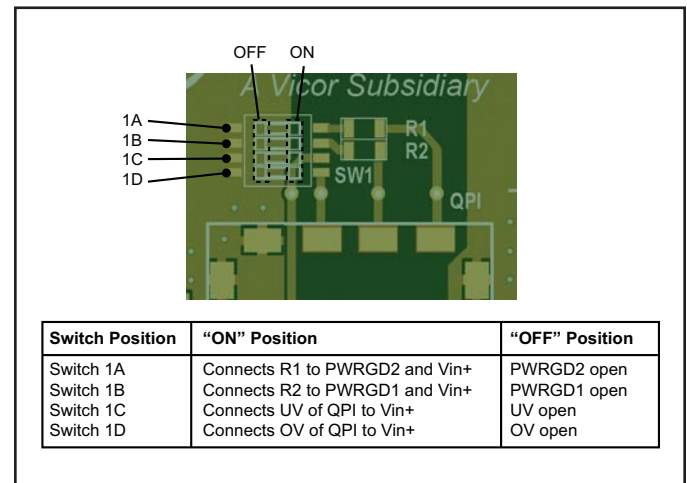 OFF ON
A Vicor Subsidiary
1A
1B
1C
1D
R1
R2
SW1
QPI
Switch Position “ON” Position “OFF” Position
Switch 1A Connects R1 to PWRGD2 and Vin+ PWRGD2 open
Switch 1B Connects R2 to PWRGD1 and Vin+ PWRGD1 open
Switch 1C Connects UV of QPI to Vin+ UV open
Switch 1D Connects OV of QPI to Vin+ OV open